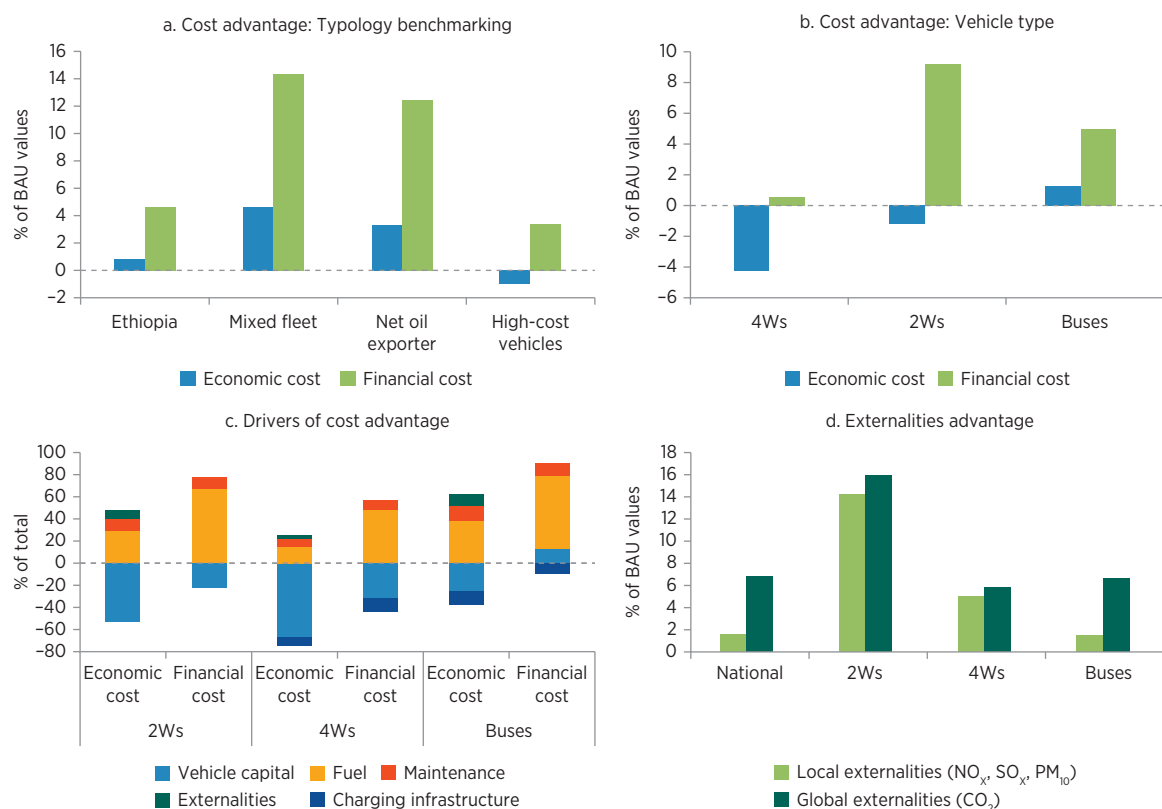 a. Cost advantage: Typology benchmarking
% of BAU values
16
14
12
10
8
6
4
2
0
−2
Ethiopia
Mixed fleet
Net oil
exporter
High-cost
vehicles
Economic cost
Financial cost
b. Cost advantage: Vehicle type
% of BAU values
10
8
6
4
2
0
−2
−4
−6
4Ws
2Ws
Buses
Economic cost
Financial cost
c. Drivers of cost advantage
% of total
100
80
60
40
20
0
−20
−40
−60
−80
Economic
cost
Financial
cost
Economic
cost
Financial
cost
Economic
cost
Financial
cost
2Ws
4Ws
Buses
Vehicle capital
Fuel
Maintenance
Externalities
Charging infrastructure
d. Externalities advantage
% of BAU values
18
16
14
12
10
8
6
4
2
0
National
2Ws
4Ws
Buses
Local externalities (NOₓ, SOₓ, PM₁₀)
Global externalities (CO₂)